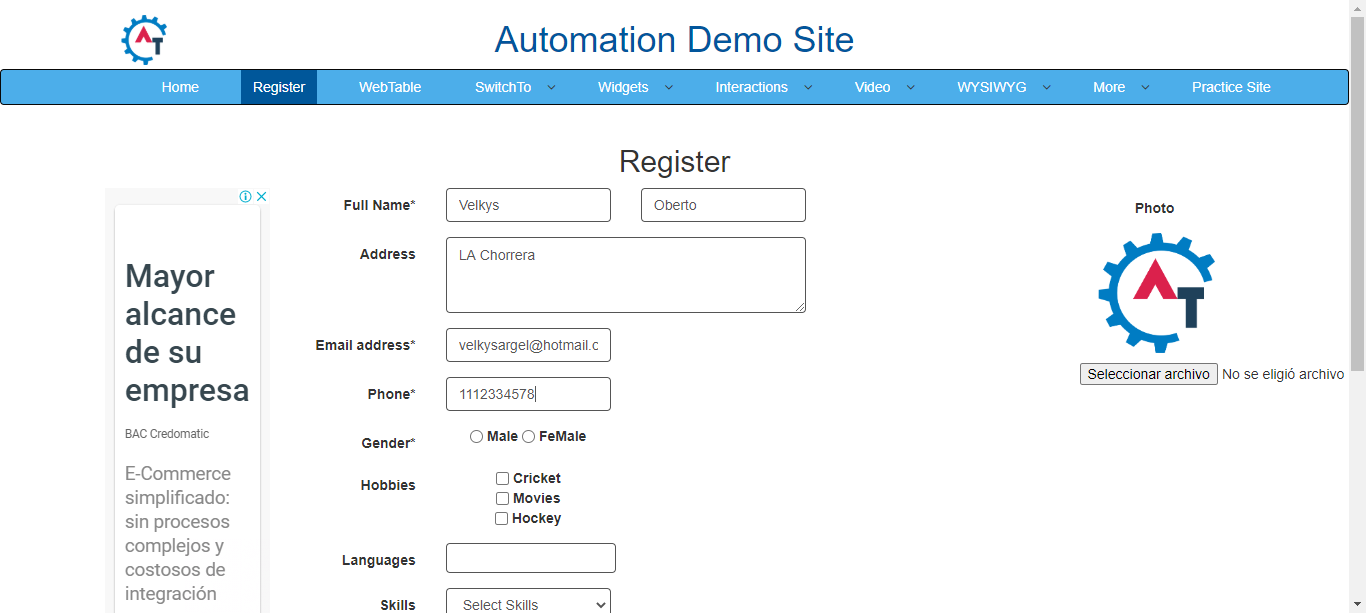 AT
Automation Demo Site
Home Register WebTable SwitchTo Widgets Interactions Video WYSIWYG More Practice Site
Register
Mayor
alcance
de su
empresa
BAC Credomatic
E-Commerce
simplificado:
sin procesos
complejos y
costosos de
integración
Full Name* Velkys Oberto
Address LA Chorrera
Email address* velkysargel@hotmail.c
Phone* 1112334578
Gender* Male FeMale
Hobbies Cricket
Movies
Hockey
Languages
Skills Select Skills
Photo
AT
Seleccionar archivo No se eligió archivo